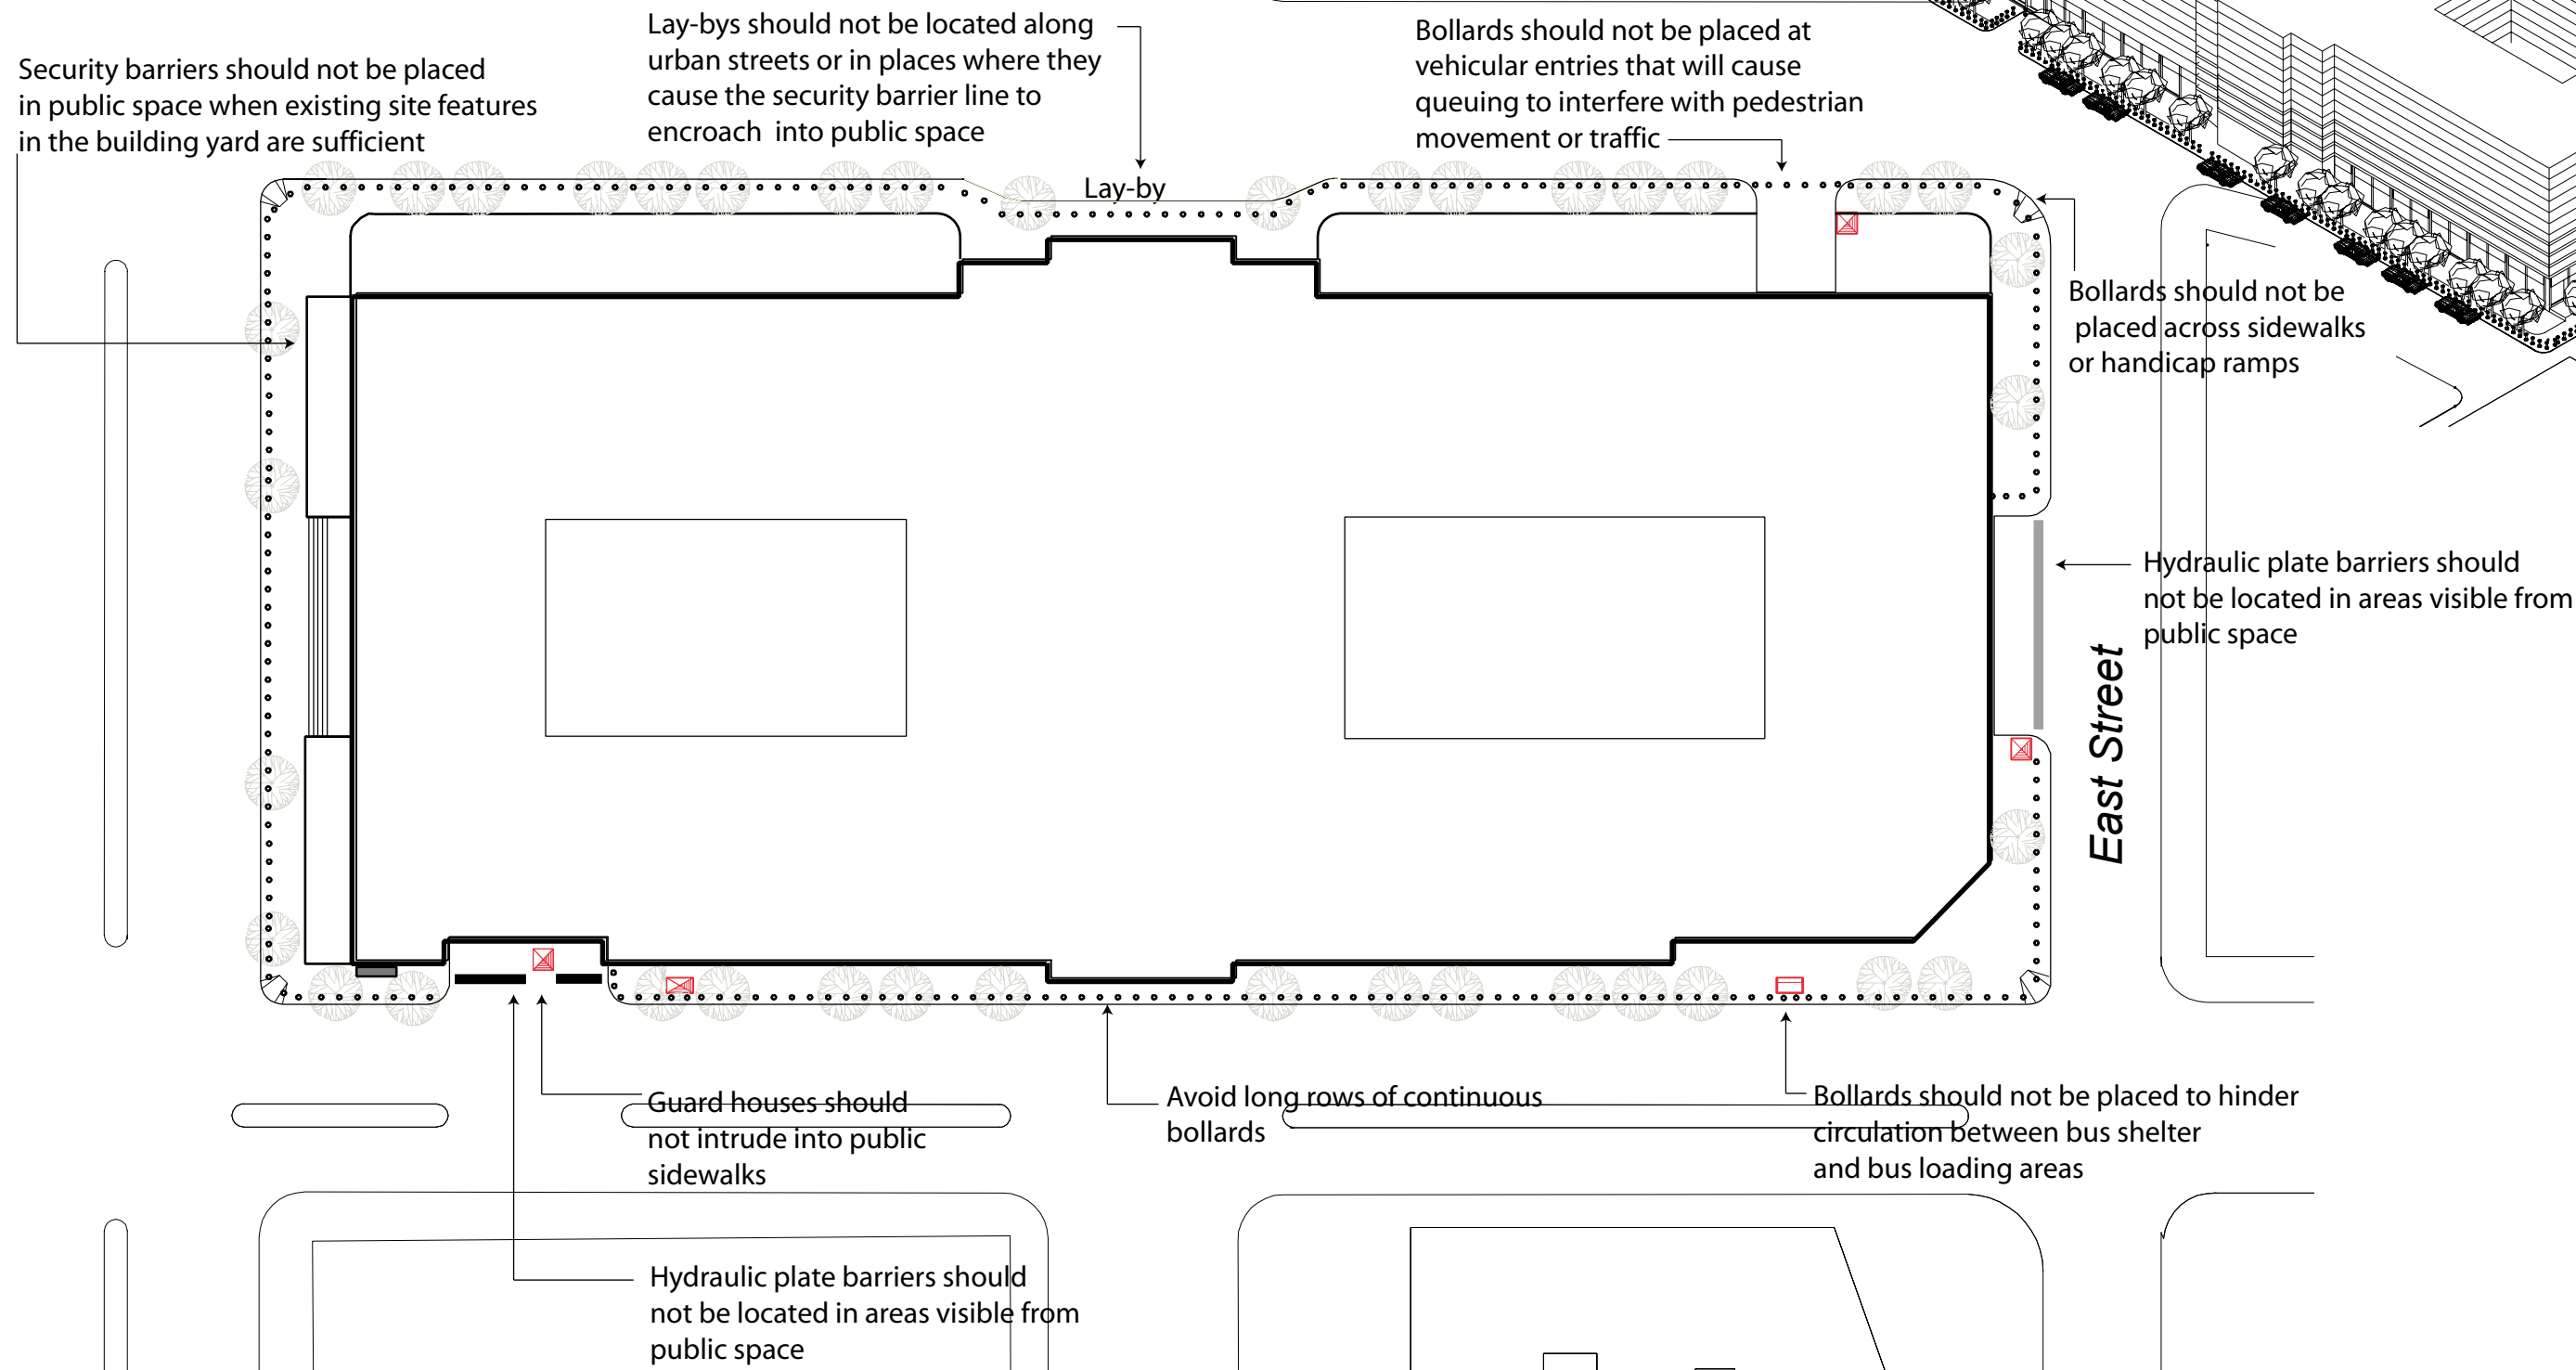 Security barriers should not be placed
in public space when existing site features
in the building yard are sufficient
Lay-bys should not be located along
urban streets or in places where they
cause the security barrier line to
encroach into public space
Bollards should not be placed at
vehicular entries that will cause
queuing to interfere with pedestrian
movement or traffic
Lay-by
Bollards should not be
placed across sidewalks
or handicap ramps
Hydraulic plate barriers should
not be located in areas visible from
public space
East Street
Guard houses should
not intrude into public
sidewalks
Avoid long rows of continuous
bollards
Bollards should not be placed to hinder
circulation between bus shelter
and bus loading areas
Hydraulic plate barriers should
not be located in areas visible from
public space